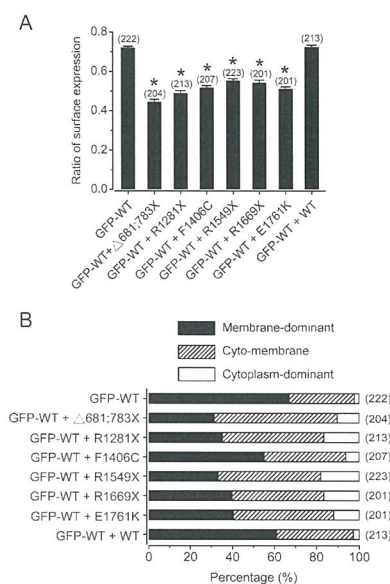 A
Ratio of surface expression
0.8
0.6
0.4
0.2
0.0
(222)
*
(204)
*
(213)
*
(207)
*
(223)
*
(201)
*
(201)
(213)
GFP-WT
GFP-WT+△681;783X
GFP-WT + R1281X
GFP-WT + F1406C
GFP-WT + R1549X
GFP-WT + R1669X
GFP-WT + E1761K
GFP-WT + WT
B
Membrane-dominant
Cyto-membrane
Cytoplasm-dominant
GFP-WT (222)
GFP-WT + △681;783X (204)
GFP-WT + R1281X (213)
GFP-WT + F1406C (207)
GFP-WT + R1549X (223)
GFP-WT + R1669X (201)
GFP-WT + E1761K (201)
GFP-WT + WT (213)
0 20 40 60 80 100
Percentage (%)